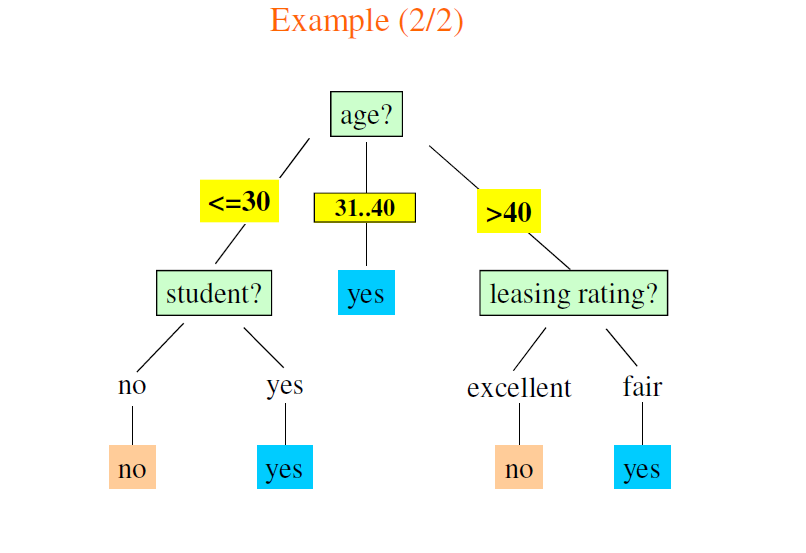 Example (2/2)
age?
<=30
31..40
>40
student?
yes
leasing rating?
no
yes
excellent
fair
no
yes
no
yes